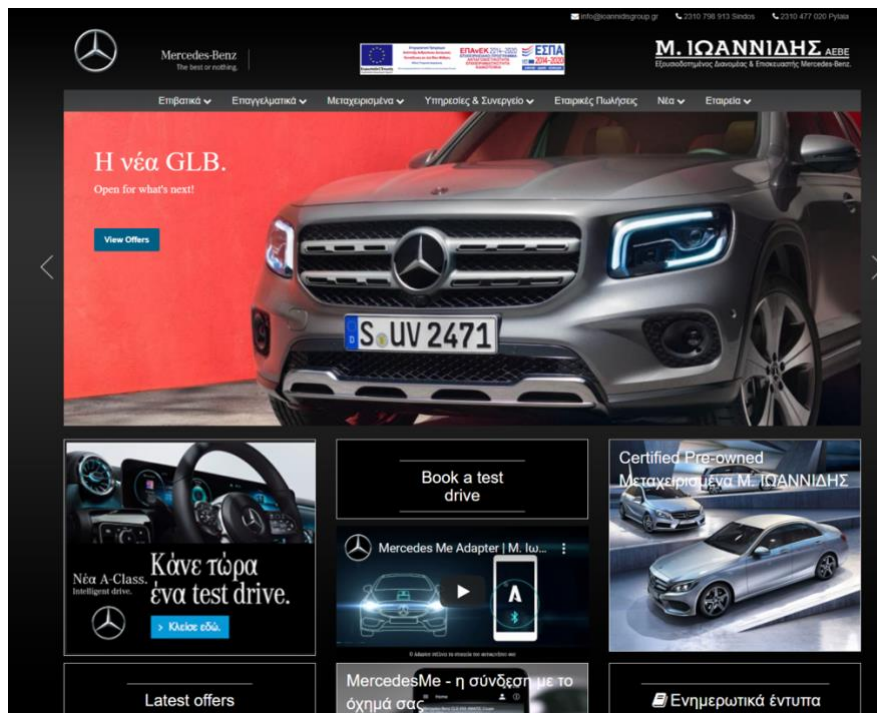 info@ioannidisgroup.gr 2310 798 913 Sindos 2310 477 020 Pylaia
Mercedes-Benz
The best or nothing.
ΕΠΑνΕΚ 2014-2020
ΕΣΠΑ
2014-2020
Μ. ΙΩΑΝΝΙΔΗΣ ΑΕΒΕ
Εξουσιοδοτημένος Διανομέας & Επισκευαστής Mercedes-Benz.
Επιβατικά Επαγγελματικά Μεταχειρισμένα Υπηρεσίες & Συνεργείο Εταιρικές Πωλήσεις Νέα Εταιρεία
Η νέα GLB.
Open for what's next!
View Offers
S UV 2471
D
Νέα A-Class.
Intelligent drive.
Κάνε τώρα
ένα test drive.
> Κλείσε εδώ.
Book a test
drive
Mercedes Me Adapter | Μ. Ιω...
Certified Pre-owned
Μεταχειρισμένα Μ. ΙΩΑΝΝΙΔΗΣ
Latest offers
MercedesMe - η σύνδεση με το
όχημά σας
Home
Ενημερωτικά έντυπα